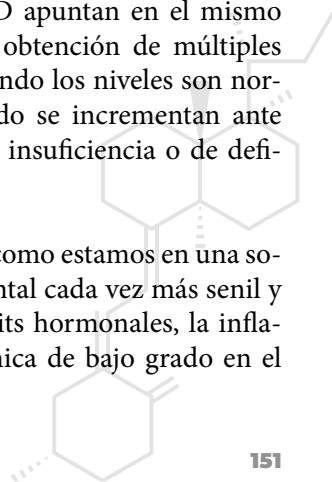 D apuntan en el mismo
obtención de múltiples
ndo los niveles son nor-
do se incrementan ante
insuficiencia o de defi-
como estamos en una so-
ntal cada vez más senil y
its hormonales, la infla-
nica de bajo grado en el
151